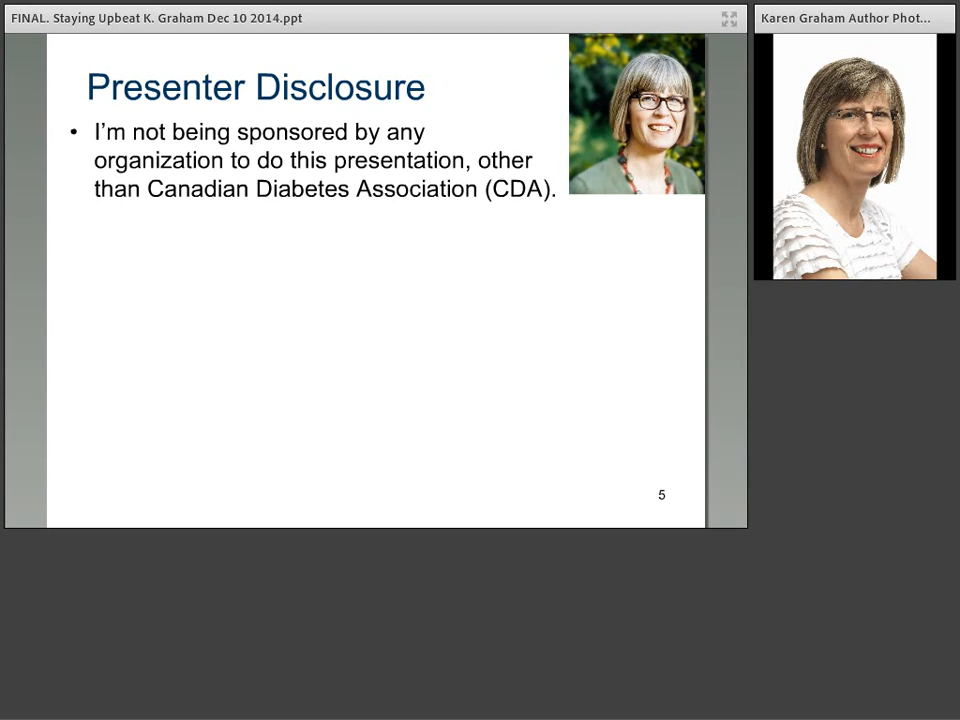 FINAL. Staying Upbeat K. Graham Dec 10 2014.ppt
Karen Graham Author Phot...
Presenter Disclosure
• I'm not being sponsored by any
organization to do this presentation, other
than Canadian Diabetes Association (CDA).
5